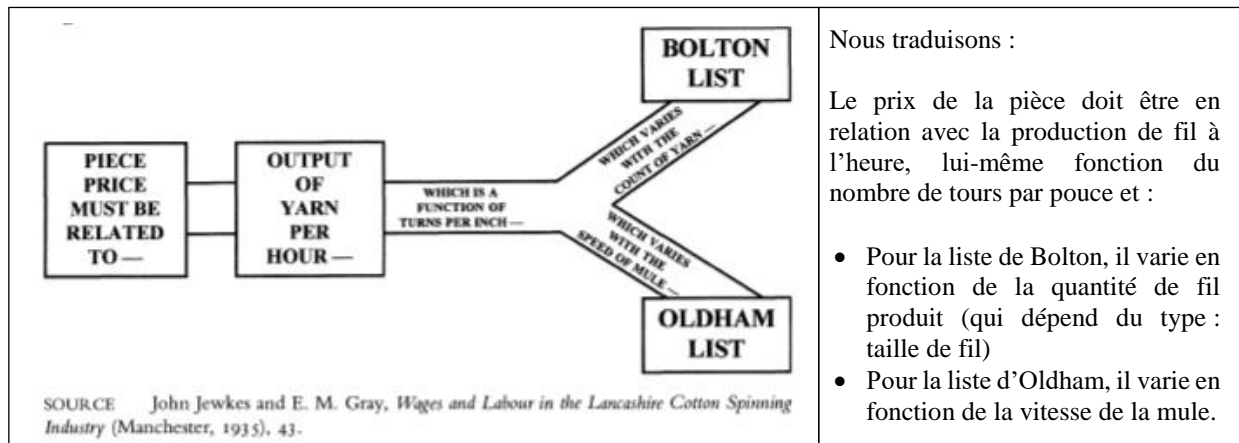 BOLTON
LIST
WHICH VARIES
WITH THE
COUNT OF YARN —
PIECE
PRICE
MUST BE
RELATED
TO —
OUTPUT
OF
YARN
PER
HOUR —
WHICH IS A
FUNCTION OF
TURNS PER INCH —
WHICH VARIES
WITH THE
SPEED OF MULE —
OLDHAM
LIST
SOURCE John Jewkes and E. M. Gray, Wages and Labour in the Lancashire Cotton Spinning
Industry (Manchester, 1935), 43.
Nous traduisons :
Le prix de la pièce doit être en
relation avec la production de fil à
l’heure, lui-même fonction du
nombre de tours par pouce et :
• Pour la liste de Bolton, il varie en
fonction de la quantité de fil
produit (qui dépend du type :
taille de fil)
• Pour la liste d’Oldham, il varie en
fonction de la vitesse de la mule.